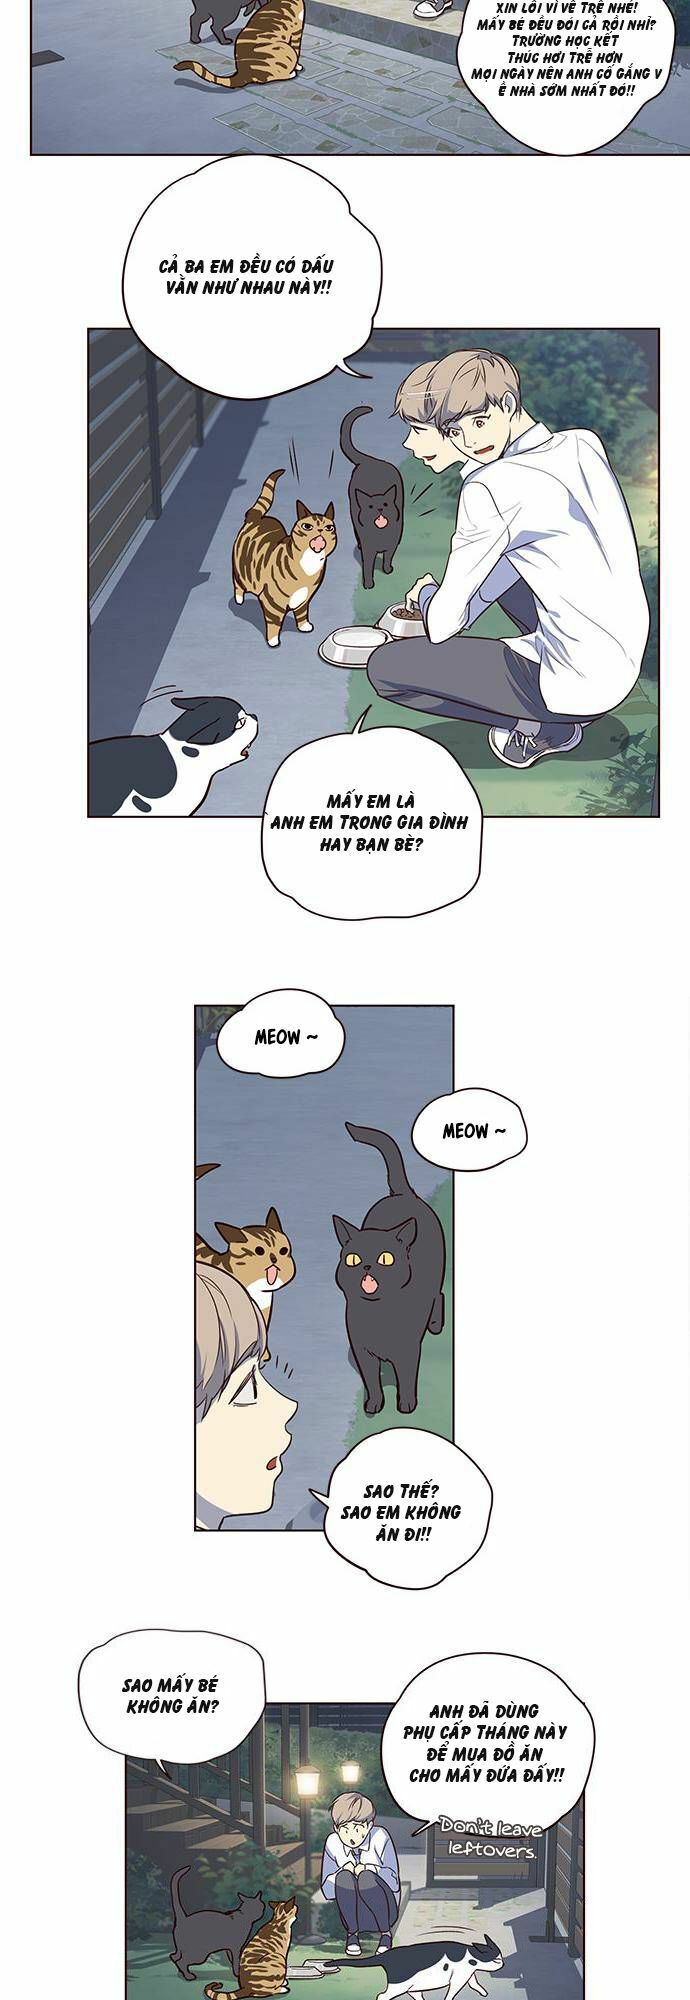 XIN LỖI VÌ VỀ TRỄ NHÉ!
MẤY BÉ ĐỀU ĐÓI CẢ RỒI NHỈ?
TRƯỜNG HỌC KẾT
THÚC HƠI TRỄ HƠN
MỌI NGÀY NÊN ANH CỐ GẮNG V
Ề NHÀ SỚM NHẤT ĐÓ!!
CẢ BA EM ĐỀU CÓ DẤU
VẰN NHƯ NHAU NÀY!!
MẤY EM LÀ
ANH EM TRONG GIA ĐÌNH
HAY BẠN BÈ?
MEOW ~
MEOW ~
SAO THẾ?
SAO EM KHÔNG
ĂN ĐI!!
SAO MẤY BÉ
KHÔNG ĂN?
ANH ĐÃ DÙNG
PHỤ CẤP THÁNG NÀY
ĐỂ MUA ĐỒ ĂN
CHO MẤY ĐỨA ĐẤY!!
Don't leave
leftovers.